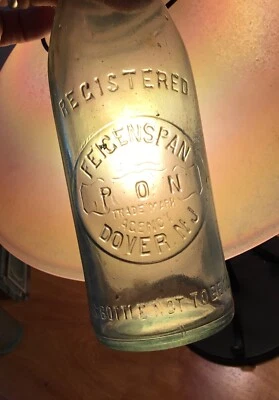 REGISTERED
FEIGENSPAN
P O N
TRADE MARK
AGENCY
DOVER N.J
BOTTLE NOT TO BE